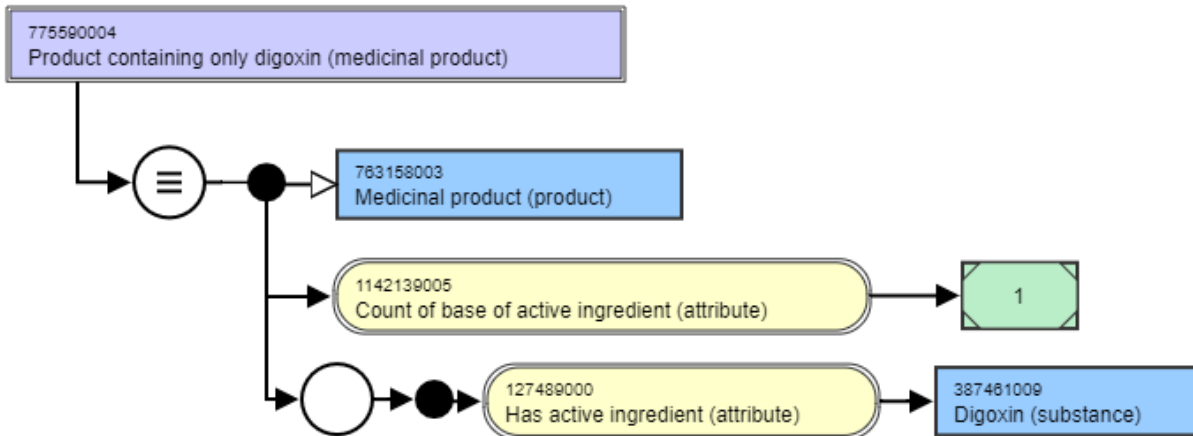 775590004
Product containing only digoxin (medicinal product)
763158003
Medicinal product (product)
1142139005
Count of base of active ingredient (attribute)
1
127489000
Has active ingredient (attribute)
387461009
Digoxin (substance)